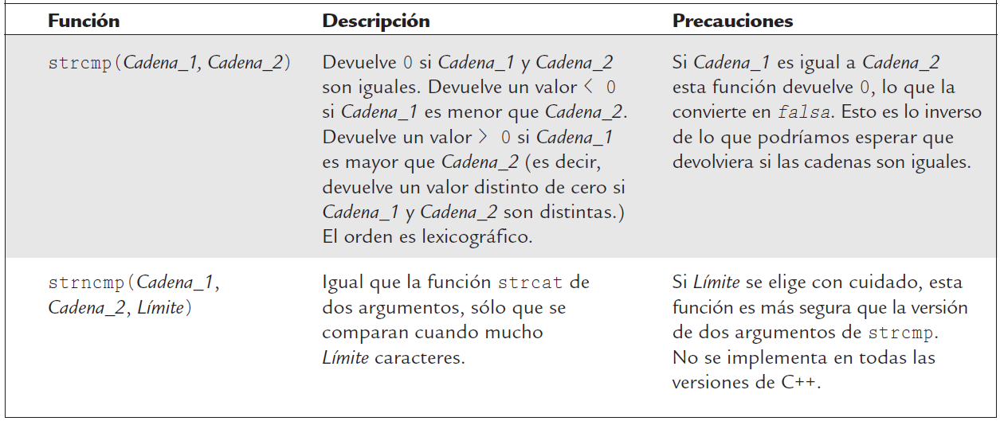 Función Descripción Precauciones
strcmp(Cadena_1, Cadena_2)
Devuelve 0 si Cadena_1 y Cadena_2
son iguales. Devuelve un valor < 0
si Cadena_1 es menor que Cadena_2.
Devuelve un valor > 0 si Cadena_1
es mayor que Cadena_2 (es decir,
devuelve un valor distinto de cero si
Cadena_1 y Cadena_2 son distintas.)
El orden es lexicográfico.
Si Cadena_1 es igual a Cadena_2
esta función devuelve 0, lo que la
convierte en falsa. Esto es lo inverso
de lo que podríamos esperar que
devolviera si las cadenas son iguales.
strncmp(Cadena_1,
Cadena_2, Límite)
Igual que la función strcat de
dos argumentos, sólo que se
comparan cuando mucho
Límite caracteres.
Si Límite se elige con cuidado, esta
función es más segura que la versión
de dos argumentos de strcmp.
No se implementa en todas las
versiones de C++.